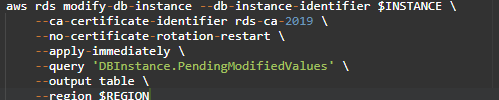 aws rds modify-db-instance --db-instance-identifier $INSTANCE \
--ca-certificate-identifier rds-ca-2019 \
--no-certificate-rotation-restart \
--apply-immediately \
--query 'DBInstance.PendingModifiedValues' \
--output table \
--region $REGION